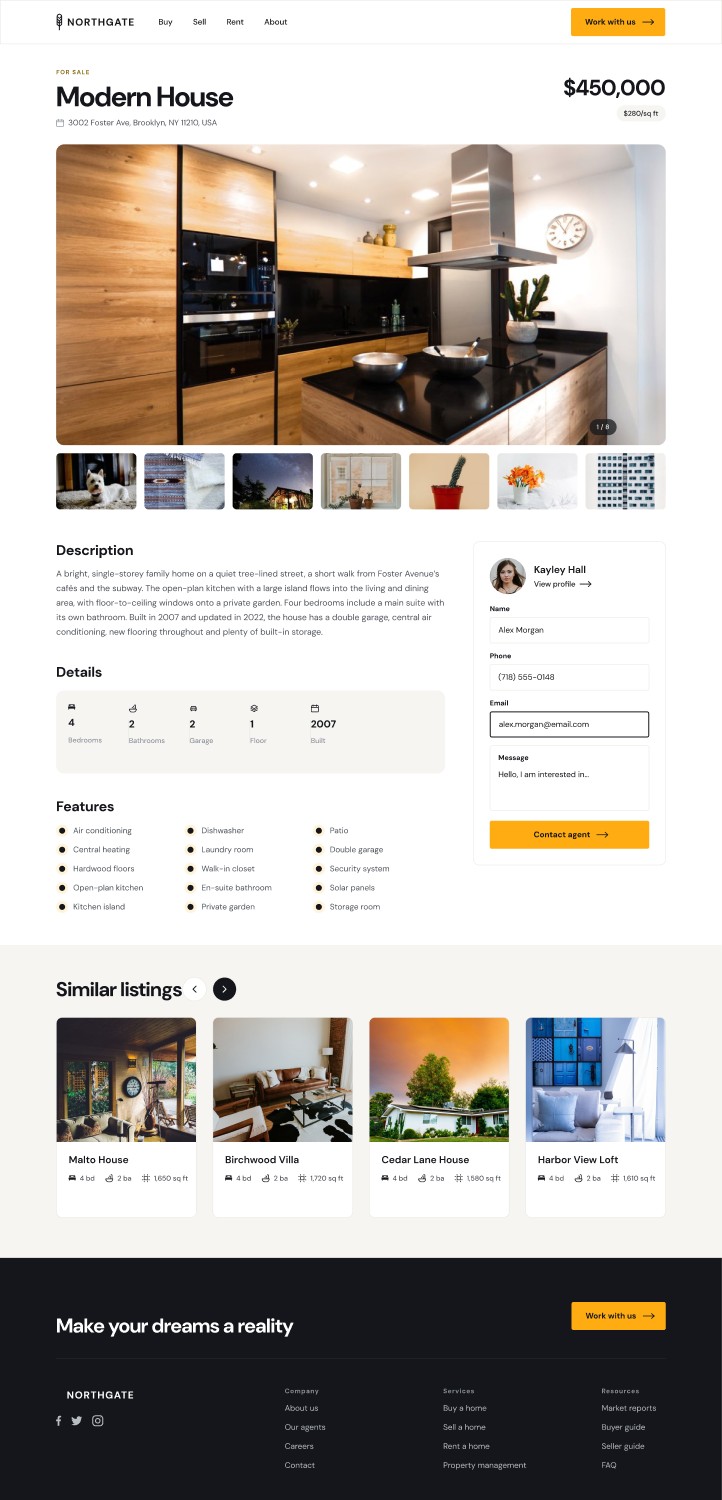 NORTHGATE
Buy
Sell
Rent
About
Work with us
FOR SALE
Modern House
$450,000
3002 Foster Ave, Brooklyn, NY 11210, USA
$280/sq ft
1 / 8
Description
A bright, single-storey family home on a quiet tree-lined street, a short walk from Foster Avenue's
cafés and the subway. The open-plan kitchen with a large island flows into the living and dining
area, with floor-to-ceiling windows onto a private garden. Four bedrooms include a main suite with
its own bathroom. Built in 2007 and updated in 2022, the house has a double garage, central air
conditioning, new flooring throughout and plenty of built-in storage.
Kayley Hall
View profile
Name
Alex Morgan
Phone
(718) 555-0148
Email
alex.morgan@email.com
Message
Hello, I am interested in...
Contact agent
Details
4
2
2
1
2007
Bedrooms
Bathrooms
Garage
Floor
Built
Features
Air conditioning
Dishwasher
Patio
Central heating
Laundry room
Double garage
Hardwood floors
Walk-in closet
Security system
Open-plan kitchen
En-suite bathroom
Solar panels
Kitchen island
Private garden
Storage room
Similar listings
Malto House
4 bd
2 ba
1,650 sq ft
Birchwood Villa
4 bd
2 ba
1,720 sq ft
Cedar Lane House
4 bd
2 ba
1,580 sq ft
Harbor View Loft
4 bd
2 ba
1,610 sq ft
Make your dreams a reality
Work with us
NORTHGATE
Company
About us
Our agents
Careers
Contact
Services
Buy a home
Sell a home
Rent a home
Property management
Resources
Market reports
Buyer guide
Seller guide
FAQ